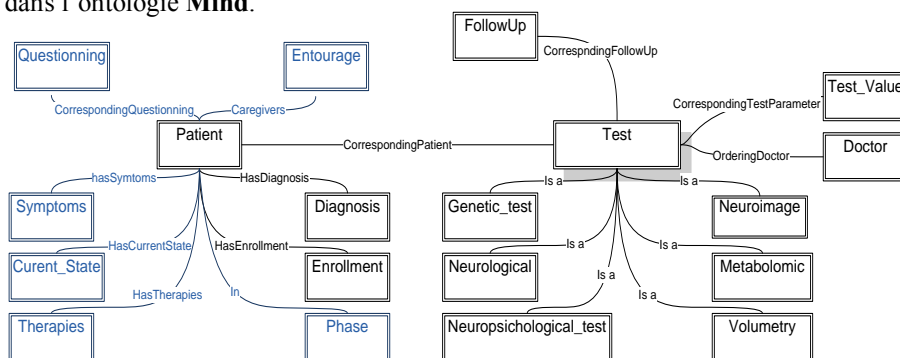 dans l'ontologie Mind.
FollowUp
Questionning
Entourage
CorrespndingFollowUp
Test_Value
CorrespondingQuestionning
Caregivers
CorrespondingTestParameter
Patient
Test
CorrespondingPatient
OrderingDoctor
Doctor
hasSymtoms
HasDiagnosis
Is a
Is a
Symptoms
Diagnosis
Genetic_test
Neuroimage
HasCurrentState
HasEnrollment
Is a
Is a
Curent_State
Enrollment
Neurological
Metabolomic
HasTherapies
In
Is a
Is a
Therapies
Phase
Neuropsichological_test
Volumetry